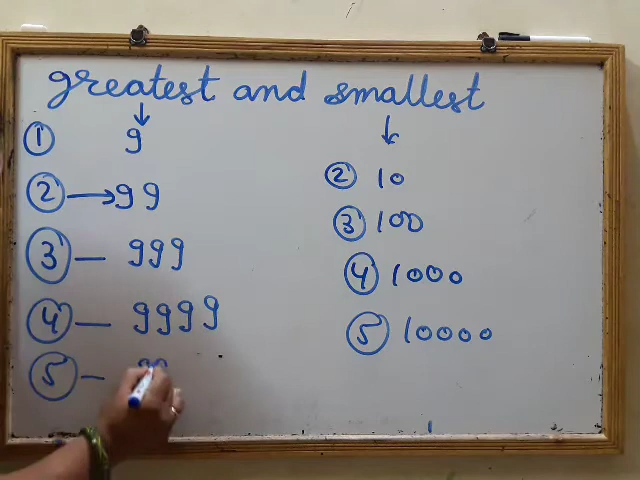 greatest and smallest
① 9
② → 99
③ — 999
④ — 9999
⑤ — 99
② 10
③ 100
④ 1000
⑤ 10000